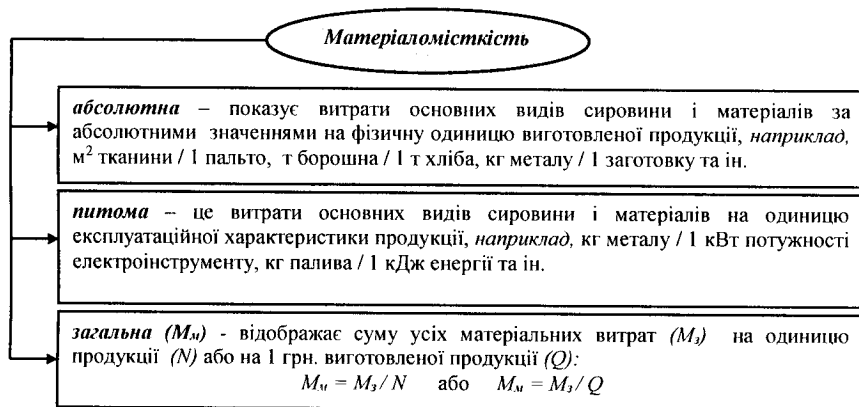 Матеріаломісткість
абсолютна – показує витрати основних видів сировини і матеріалів за
абсолютними значеннями на фізичну одиницю виготовленої продукції, наприклад,
м² тканини / 1 пальто, т борошна / 1 т хліба, кг металу / 1 заготовку та ін.
питома – це витрати основних видів сировини і матеріалів на одиницю
експлуатаційної характеристики продукції, наприклад, кг металу / 1 кВт потужності
електроінструменту, кг палива / 1 кДж енергії та ін.
загальна (Мм) - відображає суму усіх матеріальних витрат (Мз) на одиницю
продукції (N) або на 1 грн. виготовленої продукції (Q):
Мм = Мз / N або Мм = Мз / Q